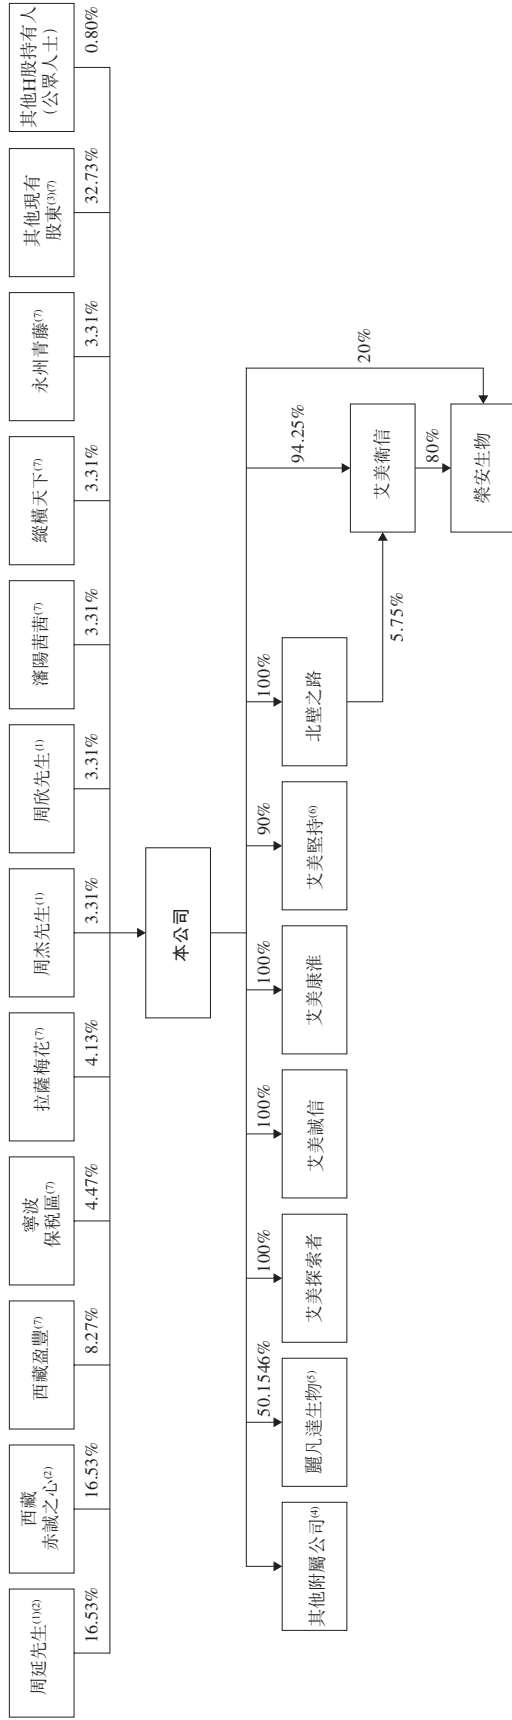 周延先生(1)(2)
16.53%
西藏
赤誠之心(2)
16.53%
西藏盈豐(7)
8.27%
寧波
保稅區(7)
4.47%
拉薩梅花(7)
4.13%
周杰先生(1)
3.31%
周欣先生(1)
3.31%
瀋陽茜茜(7)
3.31%
縱橫天下(7)
3.31%
永州青藤(7)
3.31%
其他現有
股東(3)(7)
32.73%
其他H股持有人
(公眾人士)
0.80%
本公司
其他附屬公司(4)
50.1546%
麗凡達生物(5)
100%
艾美探索者
100%
艾美誠信
100%
艾美康淮
90%
艾美堅持(6)
100%
北壁之路
5.75%
94.25%
艾美衛信
20%
80%
榮安生物